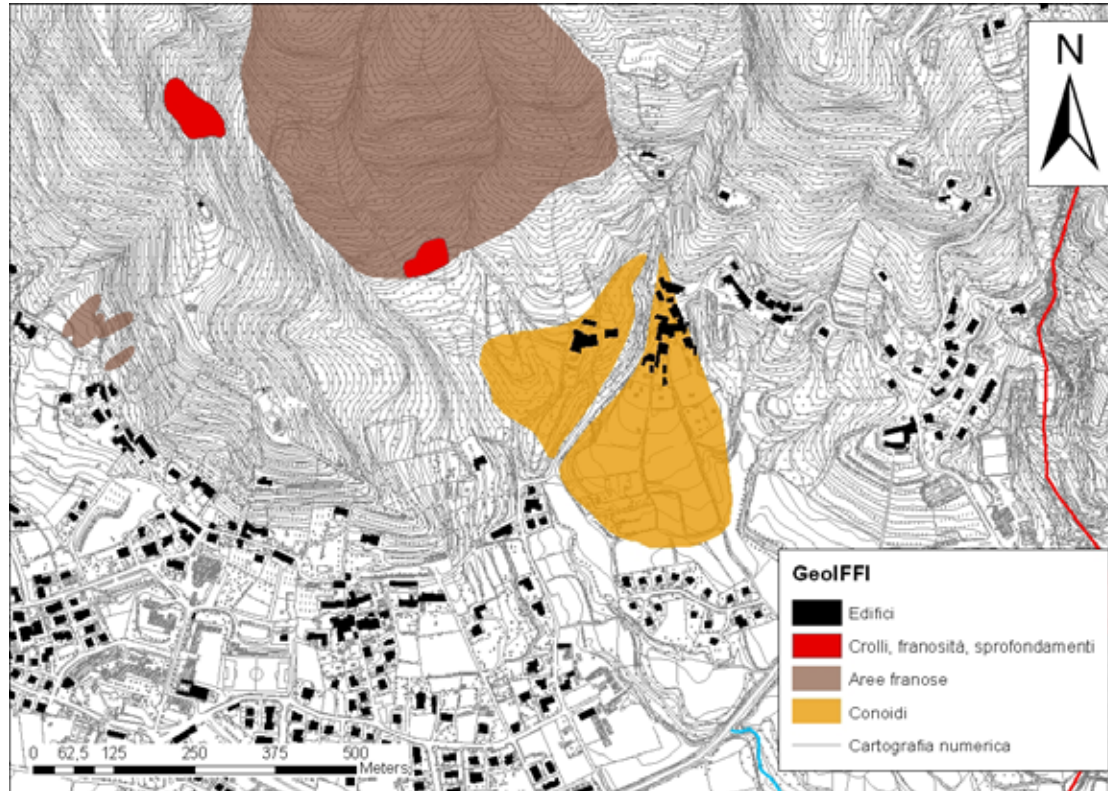 N
GeoIFFI
Edifici
Crolli, franosità, sprofondamenti
Aree franose
Conoidi
Cartografia numerica
0 62,5 125 250 375 500
Meters